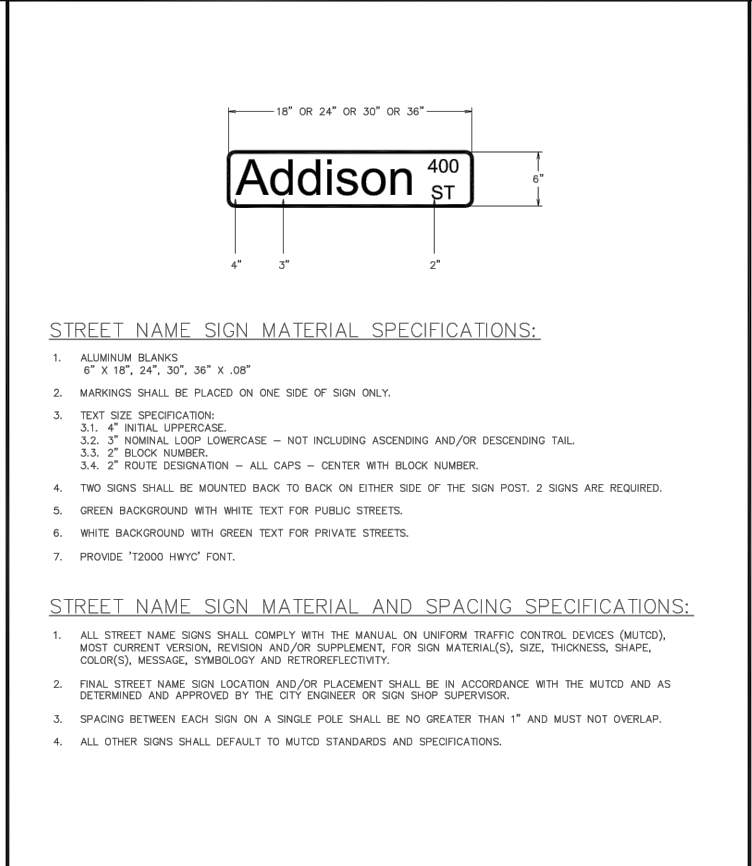 18" OR 24" OR 30" OR 36"
Addison 400
ST
6"
4" 3" 2"
STREET NAME SIGN MATERIAL SPECIFICATIONS:
1. ALUMINUM BLANKS
6" X 18", 24", 30", 36" X .08"
2. MARKINGS SHALL BE PLACED ON ONE SIDE OF SIGN ONLY.
3. TEXT SIZE SPECIFICATION:
3.1. 4" INITIAL UPPERCASE.
3.2. 3" NOMINAL LOOP LOWERCASE – NOT INCLUDING ASCENDING AND/OR DESCENDING TAIL.
3.3. 2" BLOCK NUMBER.
3.4. 2" ROUTE DESIGNATION – ALL CAPS – CENTER WITH BLOCK NUMBER.
4. TWO SIGNS SHALL BE MOUNTED BACK TO BACK ON EITHER SIDE OF THE SIGN POST. 2 SIGNS ARE REQUIRED.
5. GREEN BACKGROUND WITH WHITE TEXT FOR PUBLIC STREETS.
6. WHITE BACKGROUND WITH GREEN TEXT FOR PRIVATE STREETS.
7. PROVIDE 'T2000 HWYC' FONT.
STREET NAME SIGN MATERIAL AND SPACING SPECIFICATIONS:
1. ALL STREET NAME SIGNS SHALL COMPLY WITH THE MANUAL ON UNIFORM TRAFFIC CONTROL DEVICES (MUTCD),
MOST CURRENT VERSION, REVISION AND/OR SUPPLEMENT, FOR SIGN MATERIAL(S), SIZE, THICKNESS, SHAPE,
COLOR(S), MESSAGE, SYMBOLOGY AND RETROREFLECTIVITY.
2. FINAL STREET NAME SIGN LOCATION AND/OR PLACEMENT SHALL BE IN ACCORDANCE WITH THE MUTCD AND AS
DETERMINED AND APPROVED BY THE CITY ENGINEER OR SIGN SHOP SUPERVISOR.
3. SPACING BETWEEN EACH SIGN ON A SINGLE POLE SHALL BE NO GREATER THAN 1" AND MUST NOT OVERLAP.
4. ALL OTHER SIGNS SHALL DEFAULT TO MUTCD STANDARDS AND SPECIFICATIONS.